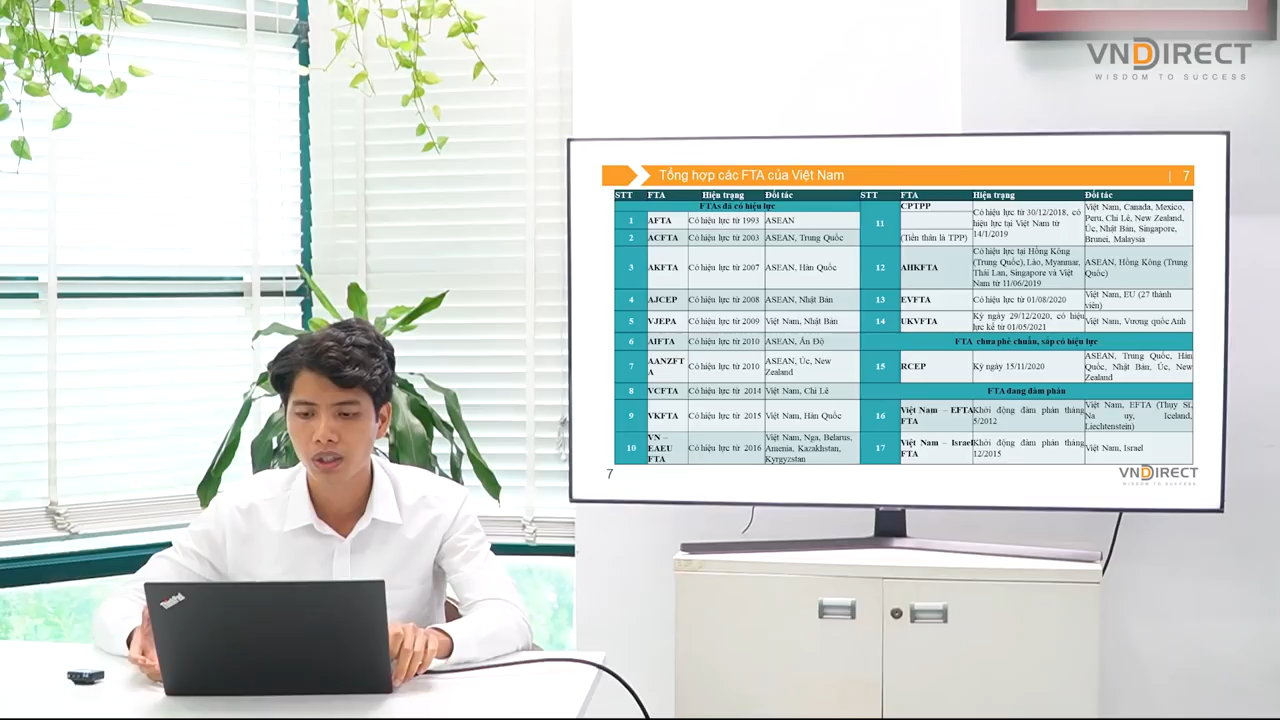 VNDIRECT
WISDOM TO SUCCESS
Tổng hợp các FTA của Việt Nam
| 7
STT FTA Hiện trạng Đối tác
FTAs đã có hiệu lực
1 AFTA Có hiệu lực từ 1993 ASEAN
2 ACFTA Có hiệu lực từ 2003 ASEAN, Trung Quốc
3 AKFTA Có hiệu lực từ 2007 ASEAN, Hàn Quốc
4 AJCEP Có hiệu lực từ 2008 ASEAN, Nhật Bản
5 VJEPA Có hiệu lực từ 2009 Việt Nam, Nhật Bản
6 AIFTA Có hiệu lực từ 2010 ASEAN, Ấn Độ
7 AANZFT
A
Có hiệu lực từ 2010
ASEAN, Úc, New
Zealand
8 VCFTA Có hiệu lực từ 2014 Việt Nam, Chi Lê
9 VKFTA Có hiệu lực từ 2015 Việt Nam, Hàn Quốc
10 VN –
EAEU
FTA
Có hiệu lực từ 2016
Việt Nam, Nga, Belarus,
Amenia, Kazakhstan,
Kyrgyzstan
STT FTA Hiện trạng Đối tác
11 CPTPP
(Tiền thân là TPP)
Có hiệu lực từ 30/12/2018, có
hiệu lực tại Việt Nam từ
14/1/2019
Việt Nam, Canada, Mexico,
Peru, Chi Lê, New Zealand,
Úc, Nhật Bản, Singapore,
Brunei, Malaysia
12 AHKFTA
Có hiệu lực tại Hồng Kông
(Trung Quốc), Lào, Myanmar,
Thái Lan, Singapore và Việt
Nam từ 11/06/2019
ASEAN, Hồng Kông (Trung
Quốc)
13 EVFTA Có hiệu lực từ 01/08/2020
Việt Nam, EU (27 thành
viên)
14 UKVFTA
Ký ngày 29/12/2020, có hiệu
lực kể từ 01/05/2021
Việt Nam, Vương quốc Anh
FTA chưa phê chuẩn, sắp có hiệu lực
15 RCEP Ký ngày 15/11/2020
ASEAN, Trung Quốc, Hàn
Quốc, Nhật Bản, Úc, New
Zealand
FTA đang đàm phán
16 Việt Nam – EFTA
FTA
Khởi động đàm phán tháng
5/2012
Việt Nam, EFTA (Thụy Sĩ,
Na uy, Iceland,
Liechtenstein)
17 Việt Nam – Israel
FTA
Khởi động đàm phán tháng
12/2015
Việt Nam, Israel
7
VNDIRECT
WISDOM TO SUCCESS
ThinkPad